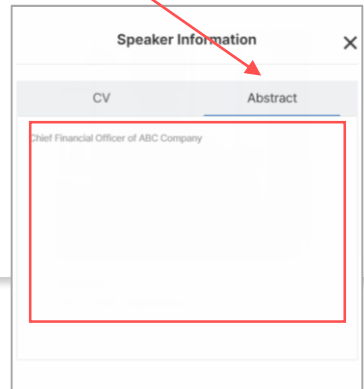 Speaker Information
CV
Abstract
Chief Financial Officer of ABC Company